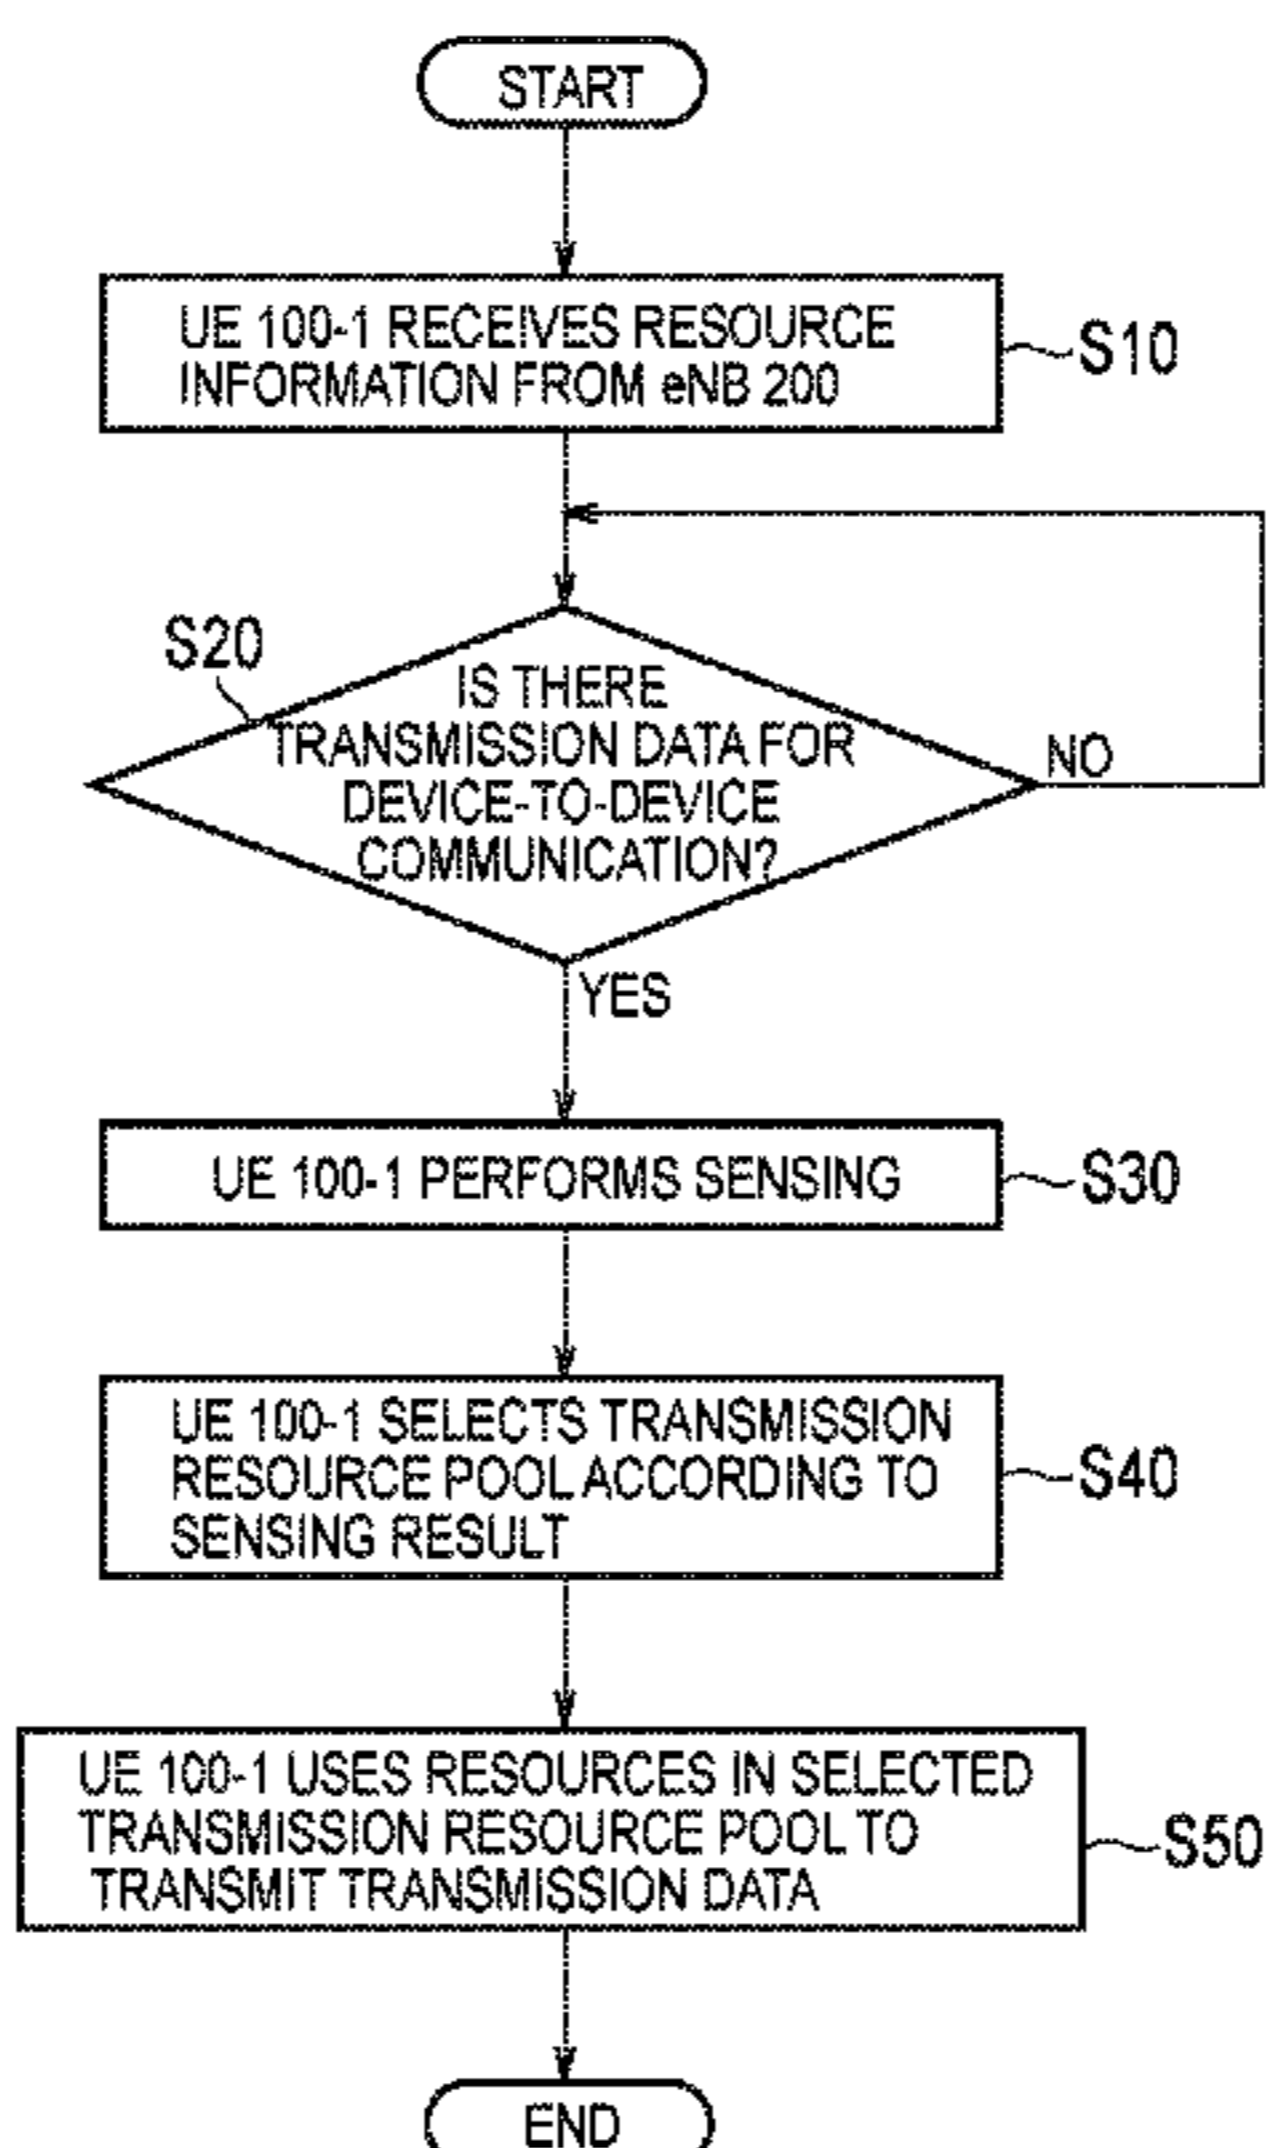 START
UE 100-1 RECEIVES RESOURCE
INFORMATION FROM eNB 200
S10
S20
IS THERE
TRANSMISSION DATA FOR
DEVICE-TO-DEVICE
COMMUNICATION?
NO
YES
UE 100-1 PERFORMS SENSING
S30
UE 100-1 SELECTS TRANSMISSION
RESOURCE POOL ACCORDING TO
SENSING RESULT
S40
UE 100-1 USES RESOURCES IN SELECTED
TRANSMISSION RESOURCE POOL TO
TRANSMIT TRANSMISSION DATA
S50
END